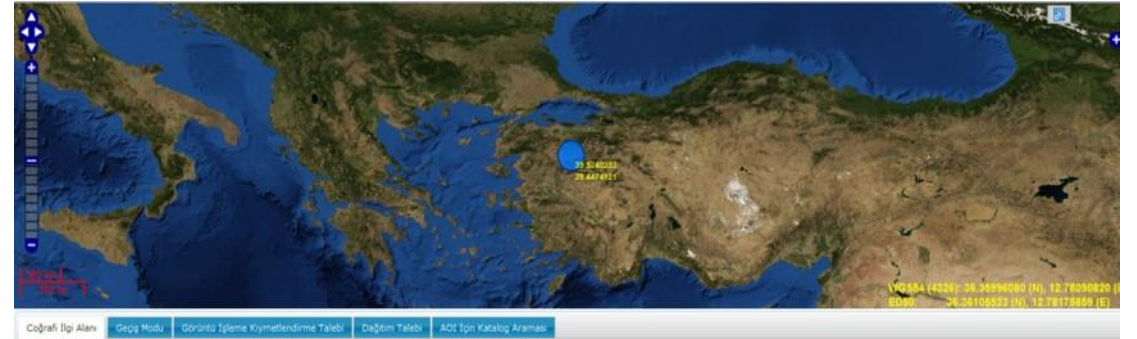 39.5240233
29.4474121
WGS84 (4326): 36.36996080 (N), 12.78090820 (E
ED50: 36.36105523 (N), 12.78175859 (E)
Coğrafi İlgi Alanı Geçiş Modu Görüntü İşleme Kıymetlendirme Talebi Dağıtım Talebi AOI İçin Katalog Araması